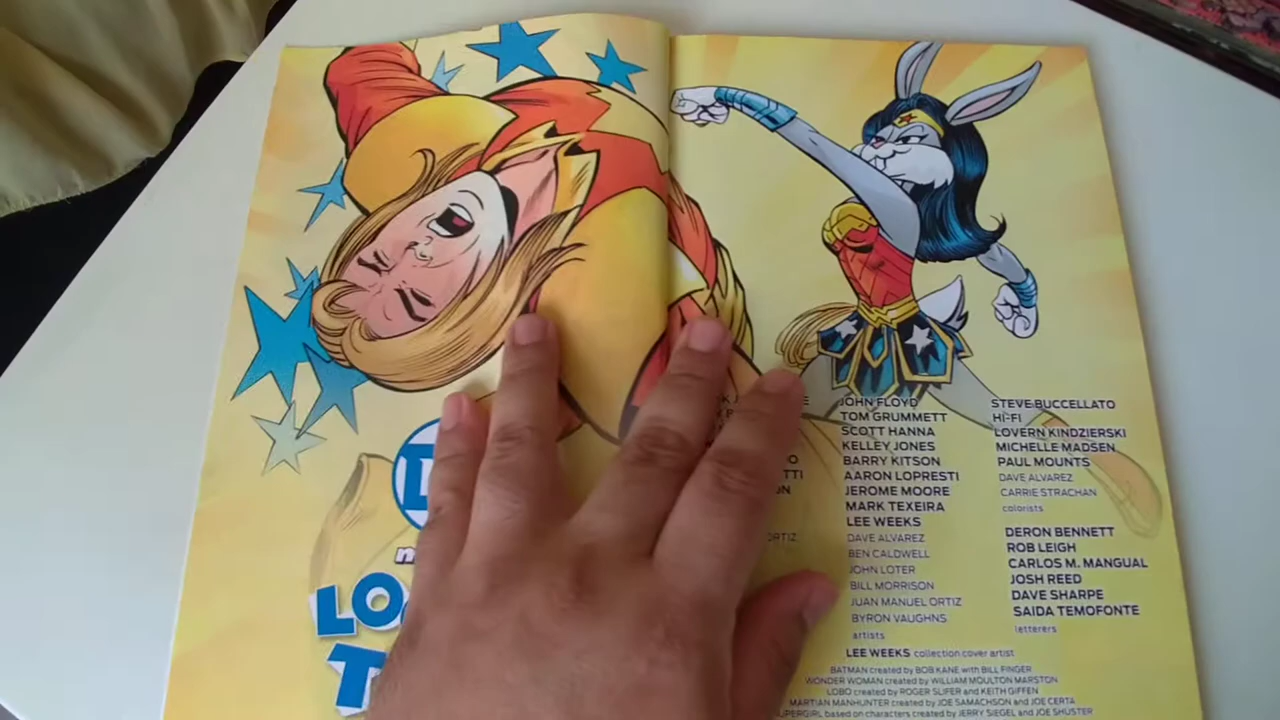 LO
T
JOHN FLOYD
TOM GRUMMETT
SCOTT HANNA
KELLEY JONES
BARRY KITSON
AARON LOPRESTI
JEROME MOORE
MARK TEXEIRA
LEE WEEKS
DAVE ALVAREZ
BEN CALDWELL
JOHN LOTER
BILL MORRISON
JUAN MANUEL ORTIZ
BYRON VAUGHNS
artists
STEVE BUCCELLATO
HI-FI
LOVERN KINDZIERSKI
MICHELLE MADSEN
PAUL MOUNTS
DAVE ALVAREZ
CARRIE STRACHAN
colorists
DERON BENNETT
ROB LEIGH
CARLOS M. MANGUAL
JOSH REED
DAVE SHARPE
SAIDA TEMOFONTE
letterers
LEE WEEKS collection cover artist
BATMAN created by BOB KANE with BILL FINGER
WONDER WOMAN created by WILLIAM MOULTON MARSTON
LOBO created by ROGER SLIFER and KEITH GIFFEN
MARTIAN MANHUNTER created by JOE SAMACHSON and JOE CERTA
SUPERGIRL based on characters created by JERRY SIEGEL and JOE SHUSTER